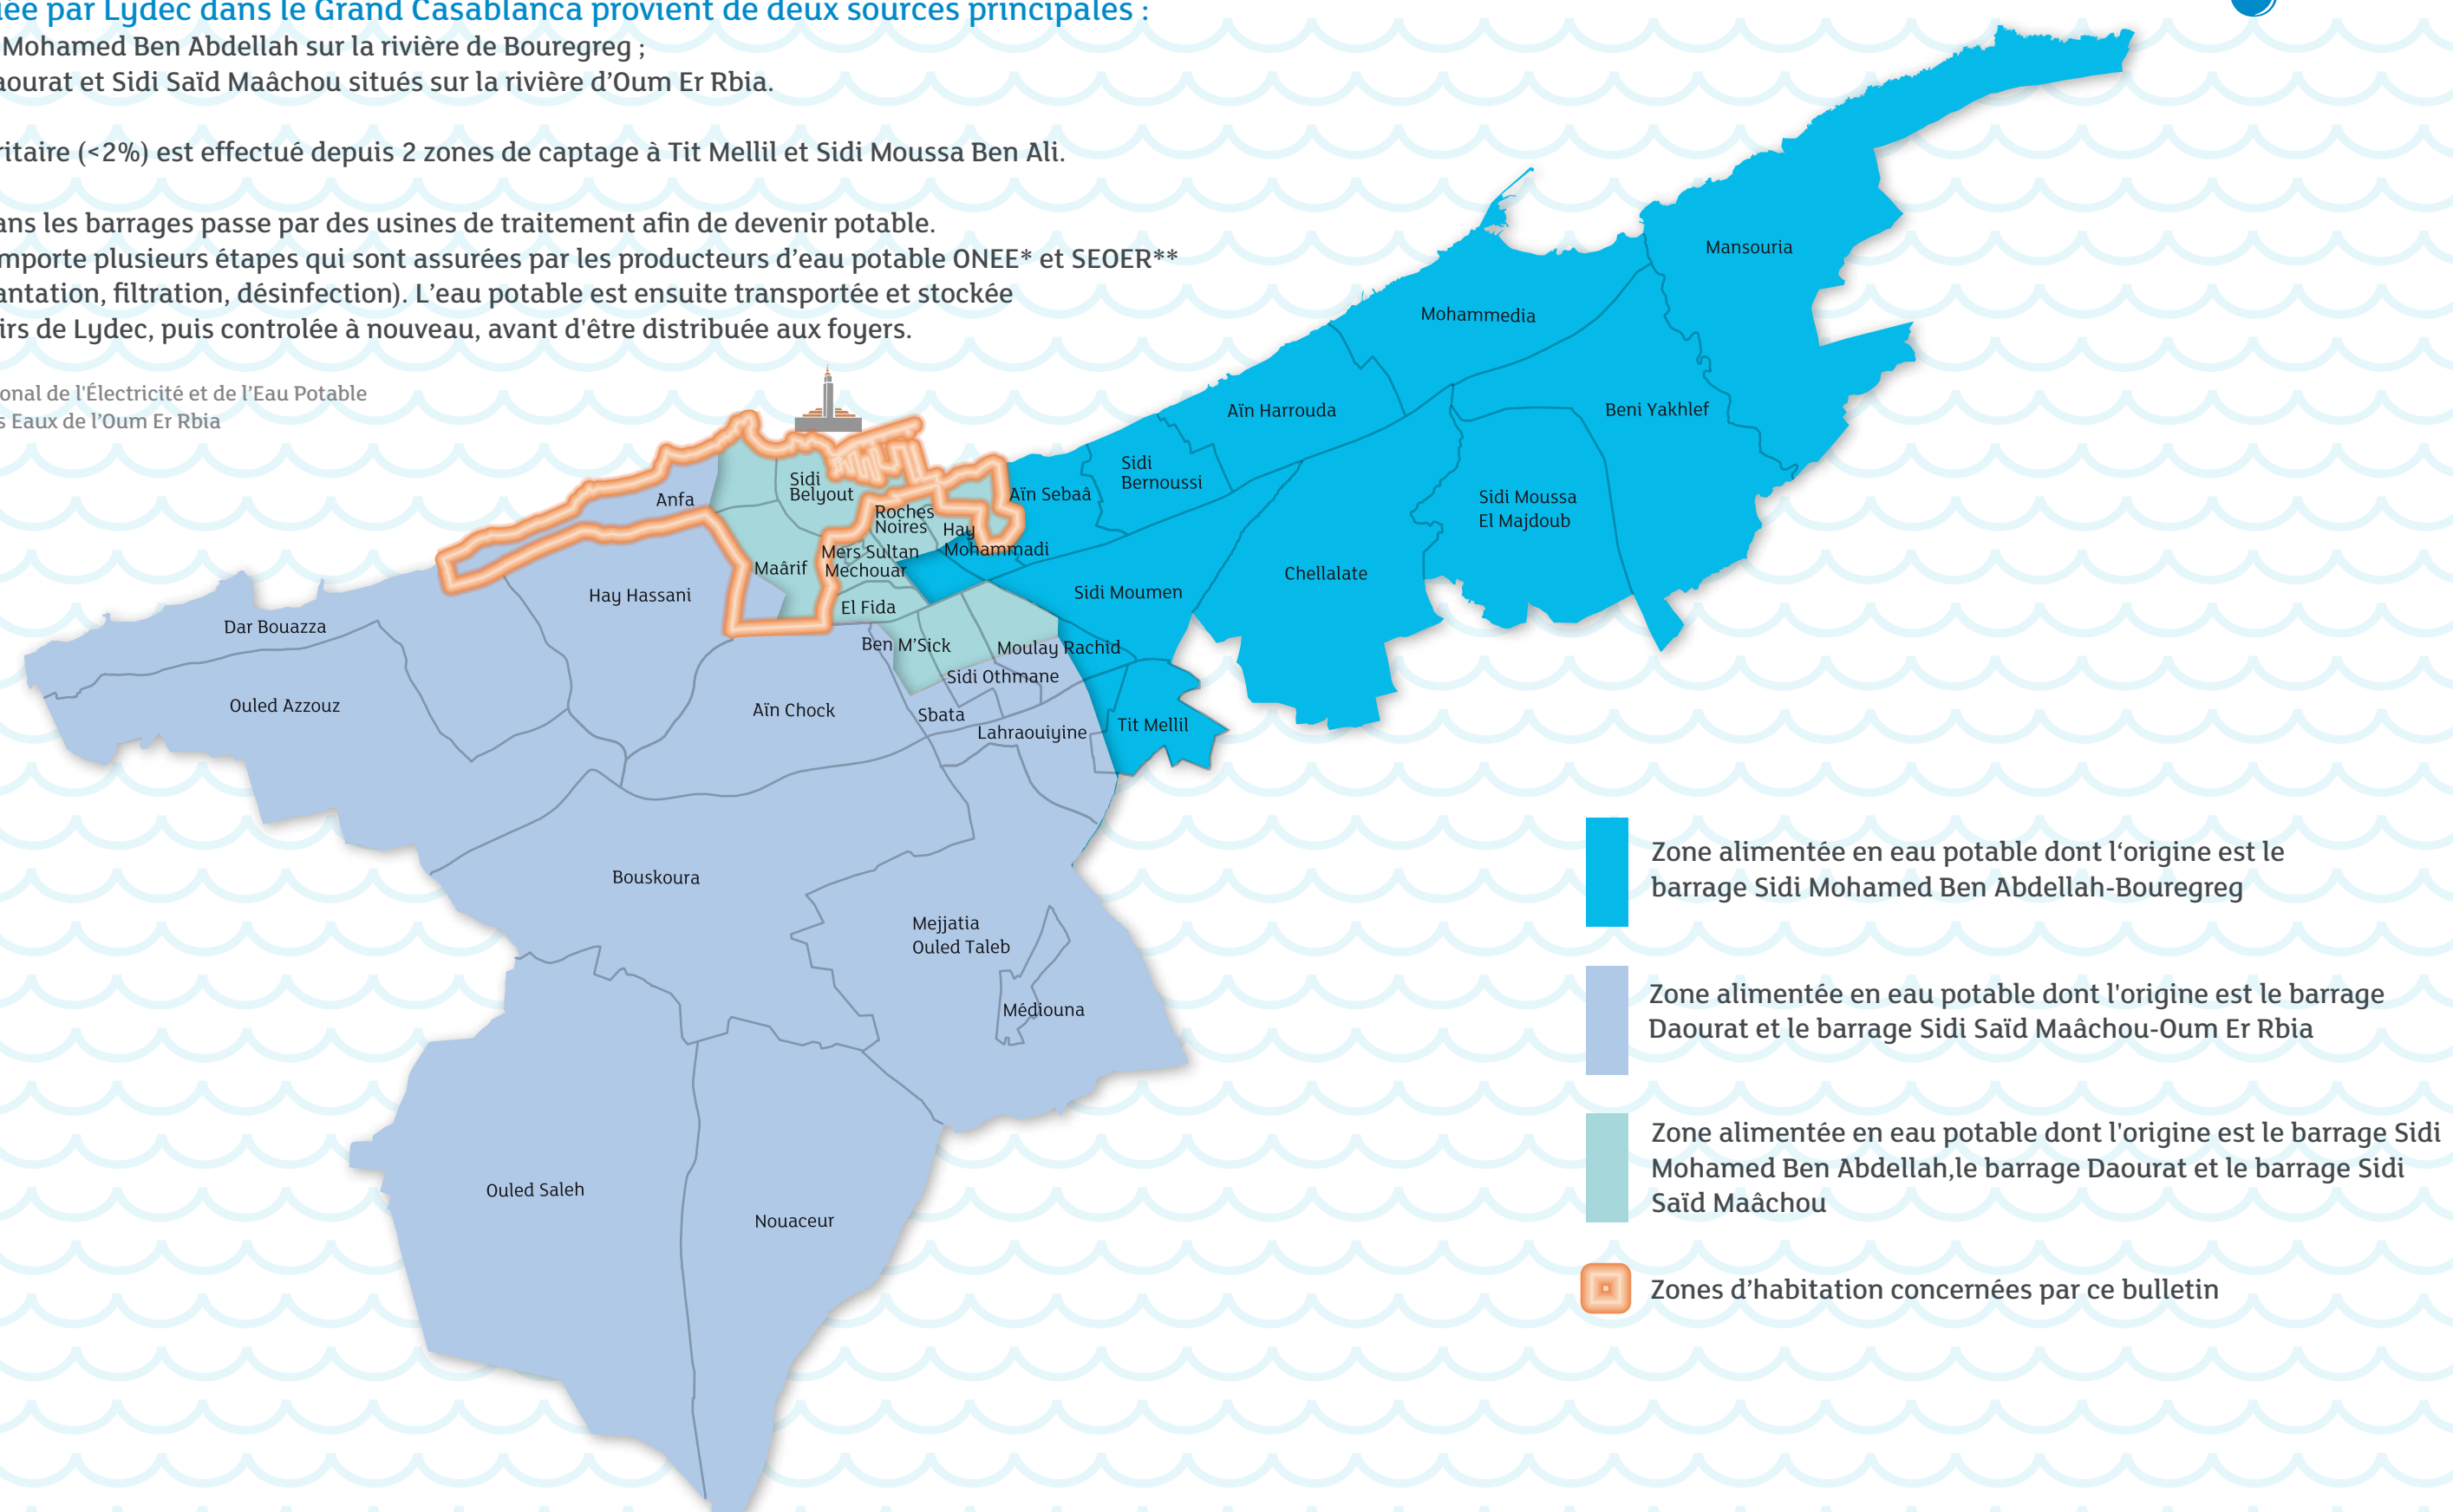 ée par Lydec dans le Grand Casablanca provient de deux sources principales :
Mohamed Ben Abdellah sur la rivière de Bouregreg ;
aourat et Sidi Saïd Maâchou situés sur la rivière d’Oum Er Rbia.
ritaire (<2%) est effectué depuis 2 zones de captage à Tit Mellil et Sidi Moussa Ben Ali.
ans les barrages passe par des usines de traitement afin de devenir potable.
mporte plusieurs étapes qui sont assurées par les producteurs d’eau potable ONEE* et SEOER**
antation, filtration, désinfection). L’eau potable est ensuite transportée et stockée
irs de Lydec, puis controlée à nouveau, avant d'être distribuée aux foyers.
onal de l'Électricité et de l’Eau Potable
s Eaux de l’Oum Er Rbia
Mansouria
Mohammedia
Aïn Harrouda
Beni Yakhlef
Sidi
Bernoussi
Sidi
Belyout
Anfa
Aïn Sebaâ
Sidi Moussa
El Majdoub
Roches
Noires
Hay
Mohammadi
Mers Sultan
Mechouar
Maârif
Chellalate
Hay Hassani
Sidi Moumen
El Fida
Dar Bouazza
Ben M’Sick
Moulay Rachid
Sidi Othmane
Ouled Azzouz
Aïn Chock
Sbata
Tit Mellil
Lahraouiyine
Bouskoura
Mejjatia
Ouled Taleb
Médiouna
Ouled Saleh
Nouaceur
Zone alimentée en eau potable dont l‘origine est le
barrage Sidi Mohamed Ben Abdellah-Bouregreg
Zone alimentée en eau potable dont l'origine est le barrage
Daourat et le barrage Sidi Saïd Maâchou-Oum Er Rbia
Zone alimentée en eau potable dont l'origine est le barrage Sidi
Mohamed Ben Abdellah,le barrage Daourat et le barrage Sidi
Saïd Maâchou
Zones d’habitation concernées par ce bulletin